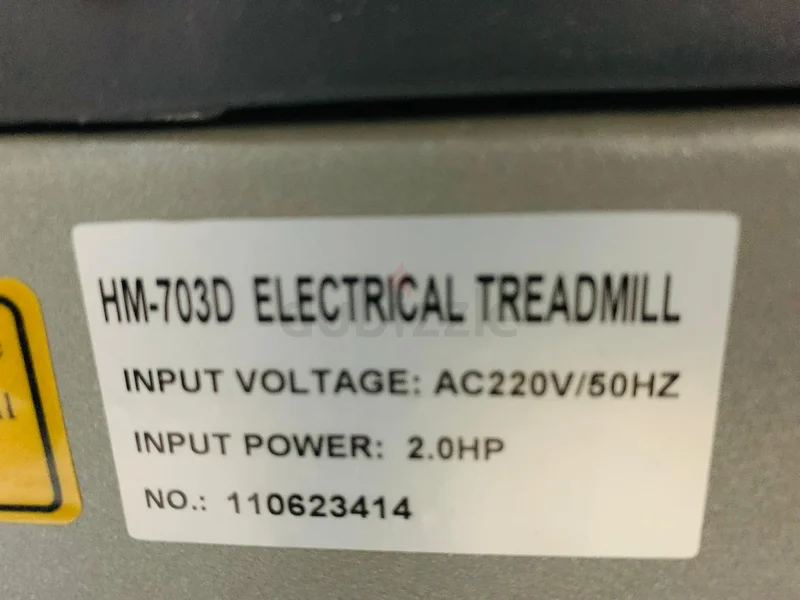 HM-703D ELECTRICAL TREADMILL
INPUT VOLTAGE: AC220V/50HZ
INPUT POWER: 2.0HP
NO.: 110623414